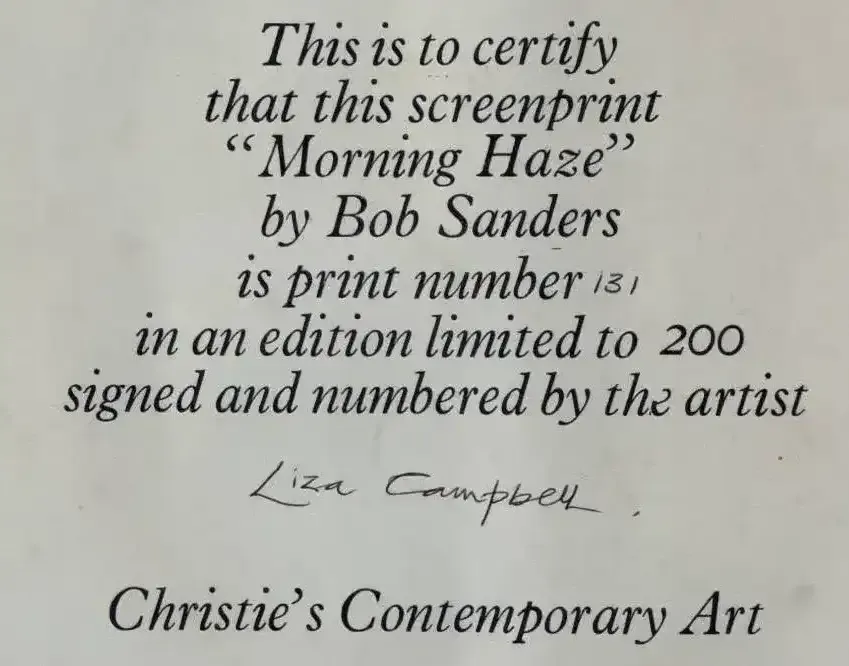 This is to certify
that this screenprint
“Morning Haze”
by Bob Sanders
is print number 131
in an edition limited to 200
signed and numbered by the artist
Liza Campbell.
Christie’s Contemporary Art